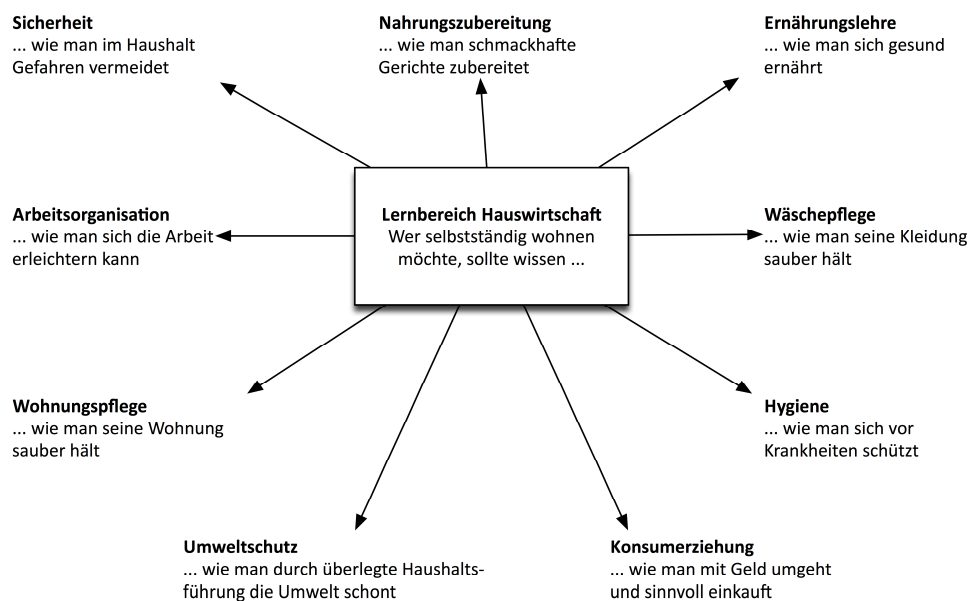 Sicherheit
... wie man im Haushalt
Gefahren vermeidet
Nahrungszubereitung
... wie man schmackhafte
Gerichte zubereitet
Ernährungslehre
... wie man sich gesund
ernährt
Arbeitsorganisation
... wie man sich die Arbeit
erleichtern kann
Lernbereich Hauswirtschaft
Wer selbstständig wohnen
möchte, sollte wissen ...
Wäschepflege
... wie man seine Kleidung
sauber hält
Wohnungspflege
... wie man seine Wohnung
sauber hält
Hygiene
... wie man sich vor
Krankheiten schützt
Umweltschutz
... wie man durch überlegte Haushalts-
führung die Umwelt schont
Konsumerziehung
... wie man mit Geld umgeht
und sinnvoll einkauft